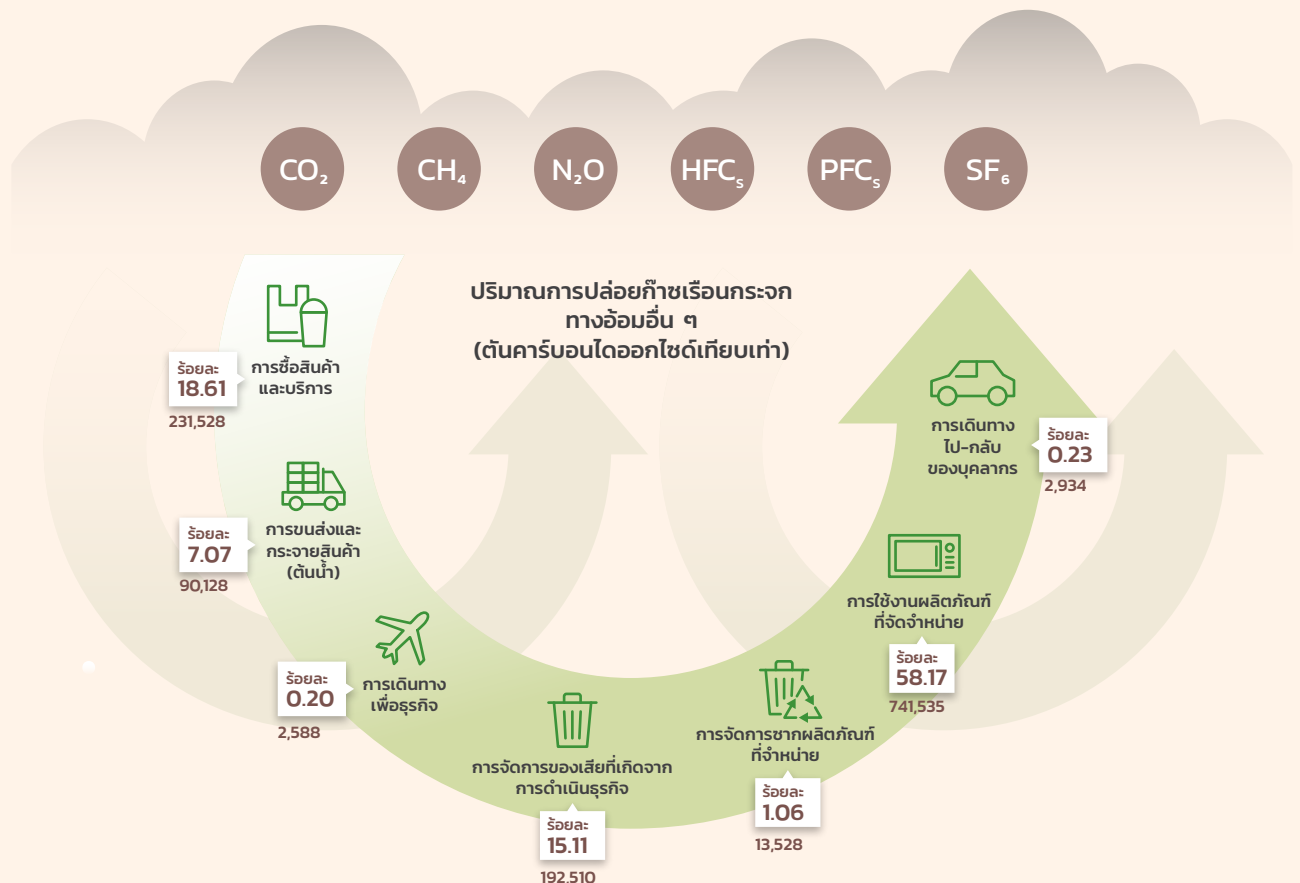 CO₂
CH₄
N₂O
HFCₛ
PFCₛ
SF₆
ปริมาณการปล่อยก๊าซเรือนกระจก
ทางอ้อมอื่น ๆ
(ตันคาร์บอนไดออกไซด์เทียบเท่า)
การซื้อสินค้า
และบริการ
ร้อยละ
18.61
231,528
การขนส่งและ
กระจายสินค้า
(ต้นน้ำ)
ร้อยละ
7.07
90,128
การเดินทาง
เพื่อธุรกิจ
ร้อยละ
0.20
2,588
การจัดการของเสียที่เกิดจาก
การดำเนินธุรกิจ
ร้อยละ
15.11
192,510
การจัดการซากผลิตภัณฑ์
ที่จำหน่าย
ร้อยละ
1.06
13,528
การใช้งานผลิตภัณฑ์
ที่จัดจำหน่าย
ร้อยละ
58.17
741,535
การเดินทาง
ไป-กลับ
ของบุคลากร
ร้อยละ
0.23
2,934